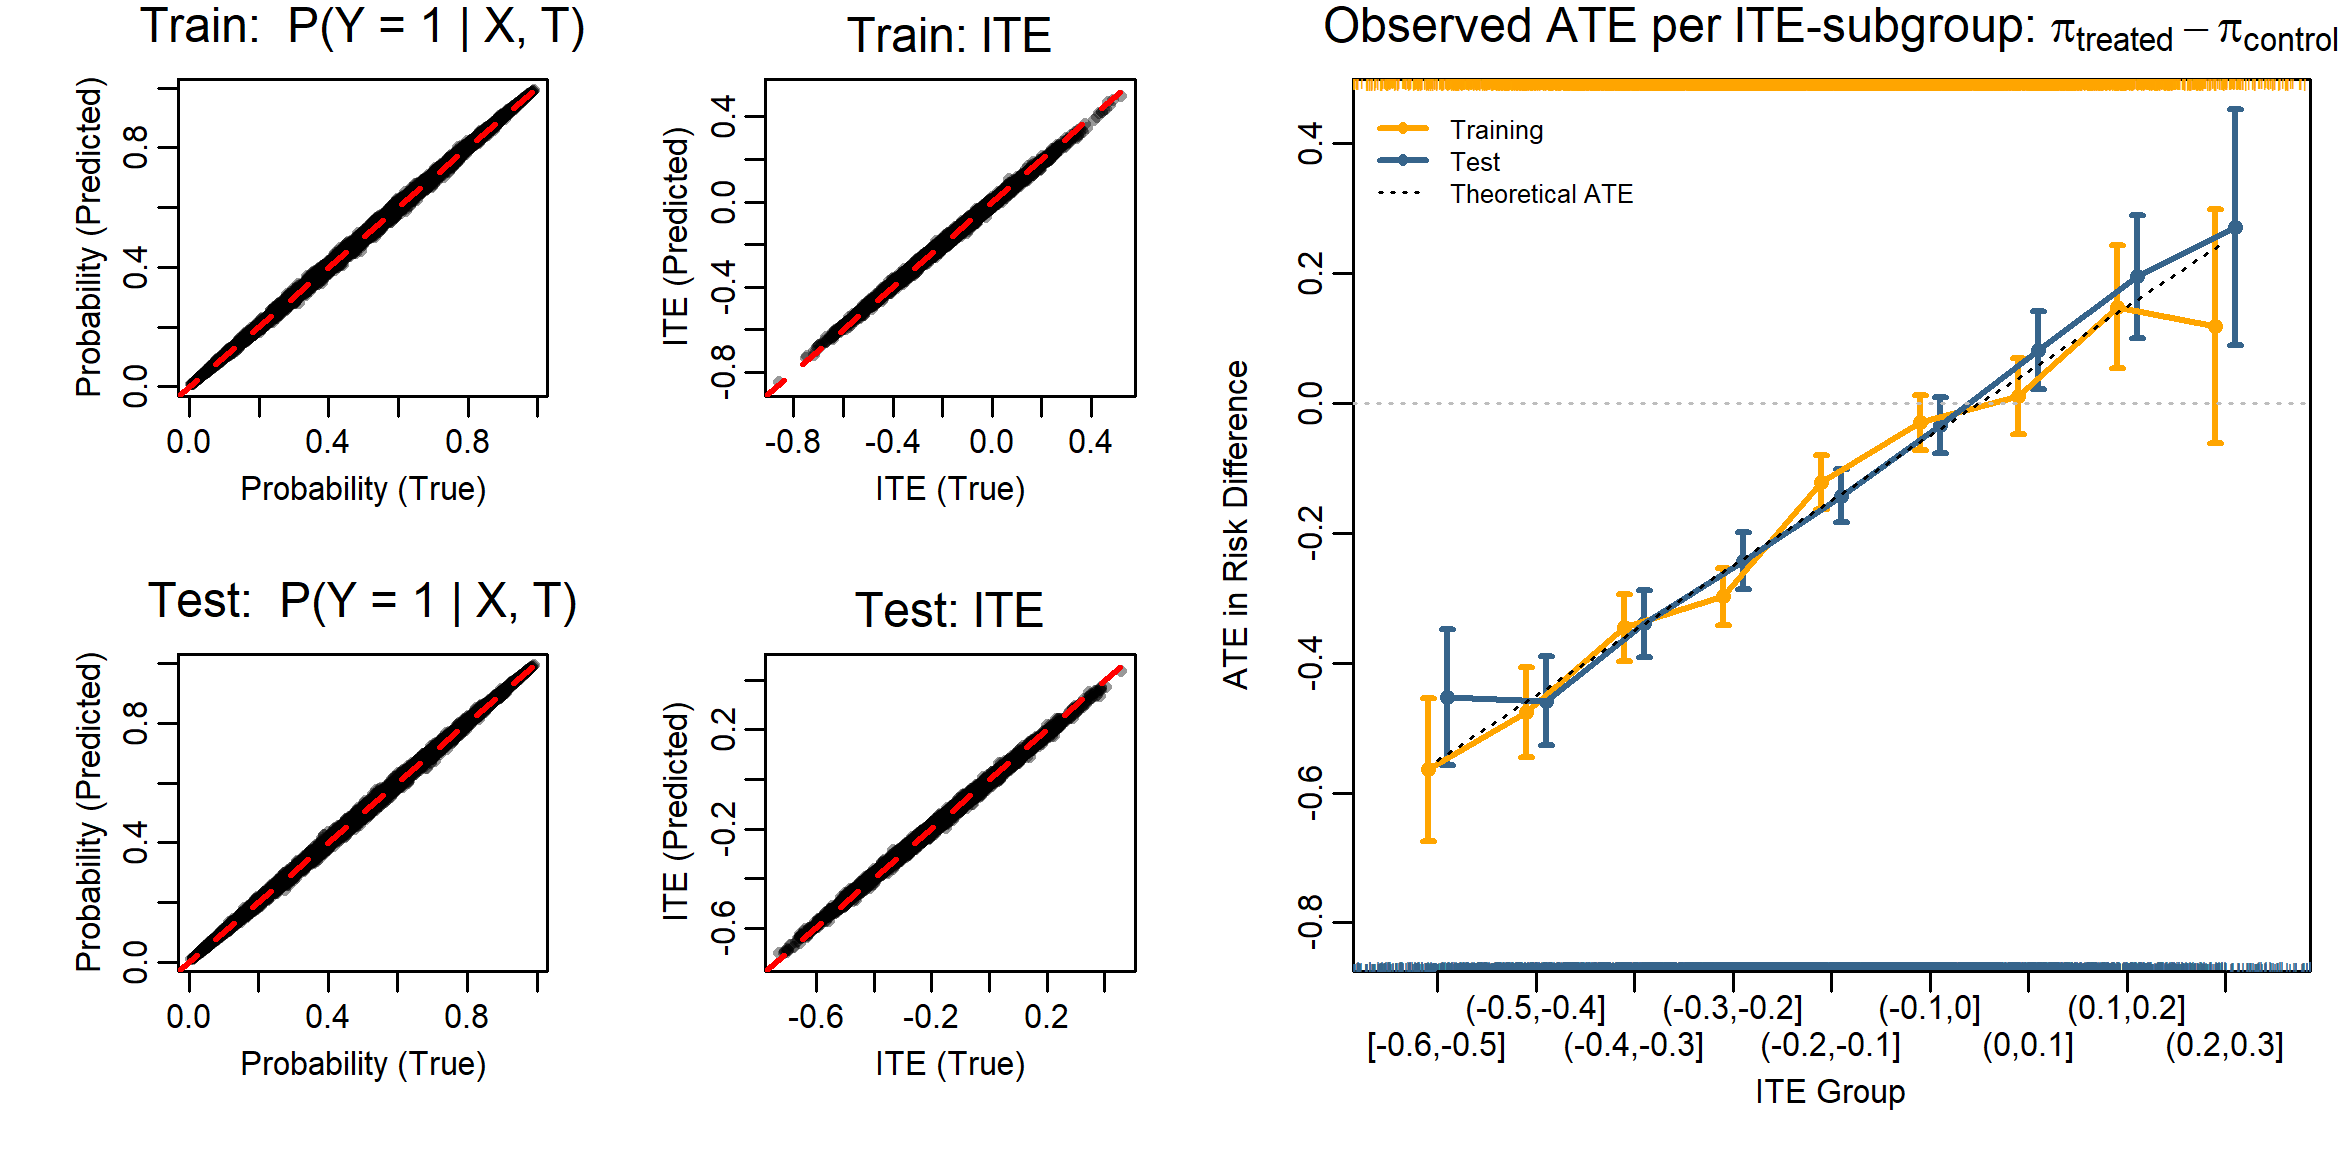 Train:  P(Y = 1 | X, T)
Probability (Predicted)
0.0 0.4 0.8
0.0 0.4 0.8
Probability (True)
Train: ITE
ITE (Predicted)
-0.8 -0.4 0.0 0.4
-0.8 -0.4 0.0 0.4
ITE (True)
Test:  P(Y = 1 | X, T)
Probability (Predicted)
0.0 0.4 0.8
0.0 0.4 0.8
Probability (True)
Test: ITE
ITE (Predicted)
-0.6 -0.2 0.2
-0.6 -0.2 0.2
ITE (True)
Observed ATE per ITE-subgroup: πtreated − πcontrol
Training
Test
Theoretical ATE
ATE in Risk Difference
-0.8 -0.6 -0.4 -0.2 0.0 0.2 0.4
(-0.5,-0.4] (-0.3,-0.2] (-0.1,0] (0.1,0.2]
[-0.6,-0.5] (-0.4,-0.3] (-0.2,-0.1] (0,0.1] (0.2,0.3]
ITE Group